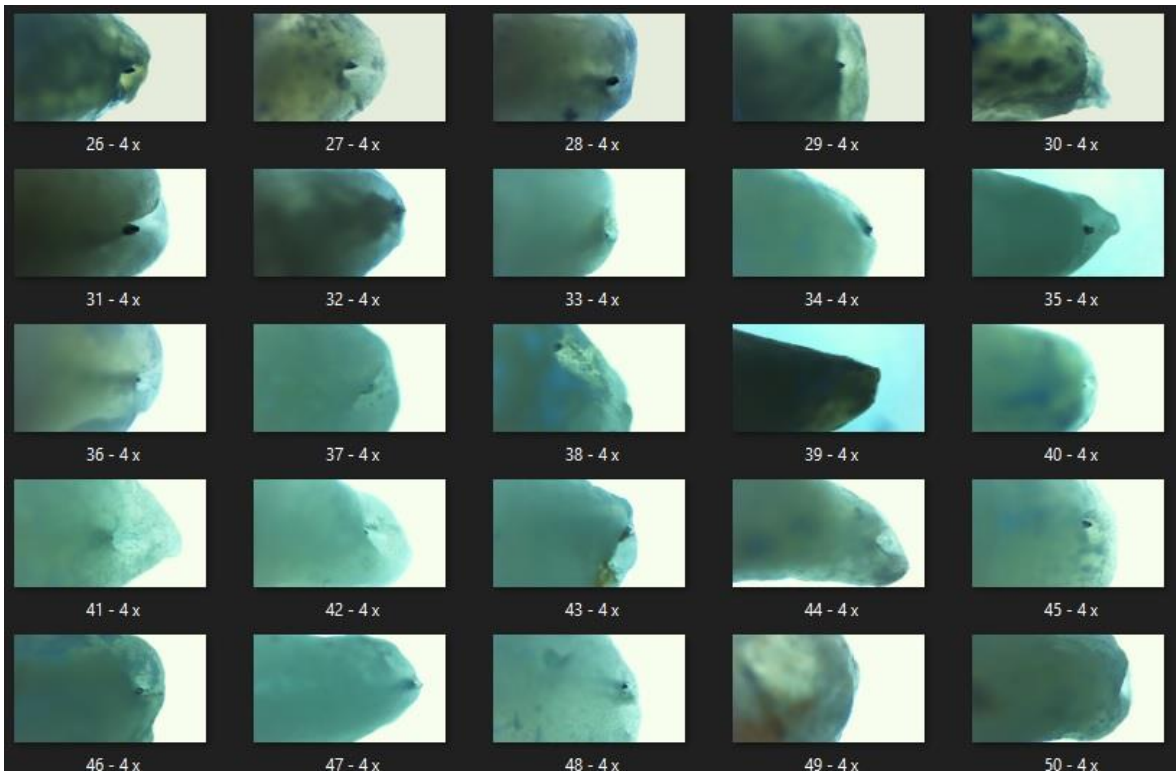 26 - 4 x 27 - 4 x 28 - 4 x 29 - 4 x 30 - 4 x
31 - 4 x 32 - 4 x 33 - 4 x 34 - 4 x 35 - 4 x
36 - 4 x 37 - 4 x 38 - 4 x 39 - 4 x 40 - 4 x
41 - 4 x 42 - 4 x 43 - 4 x 44 - 4 x 45 - 4 x
46 - 4 x 47 - 4 x 48 - 4 x 49 - 4 x 50 - 4 x